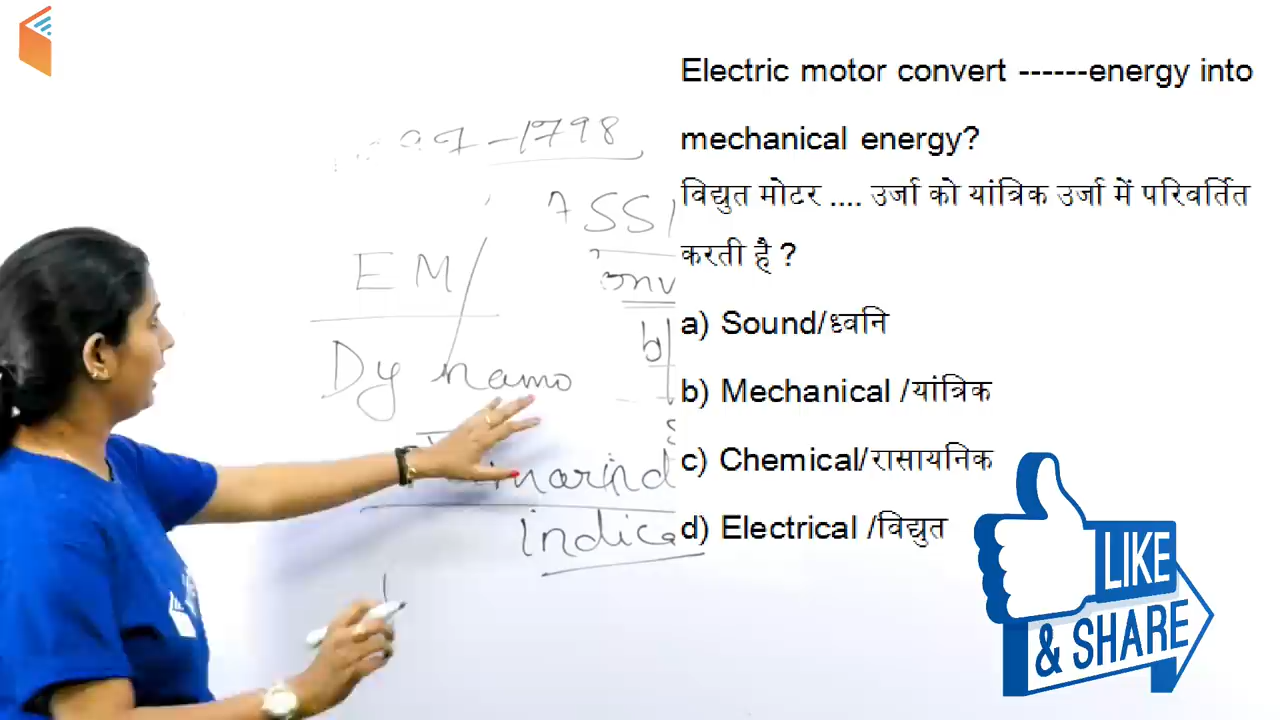 Electric motor convert ------energy into
mechanical energy?
विद्युत मोटर .... उर्जा को यांत्रिक उर्जा में परिवर्तित
करती है ?
a) Sound/ध्वनि
b) Mechanical /यांत्रिक
c) Chemical/रासायनिक
d) Electrical /विद्युत
-1798
EM/
Dynamo
LIKE
& SHARE